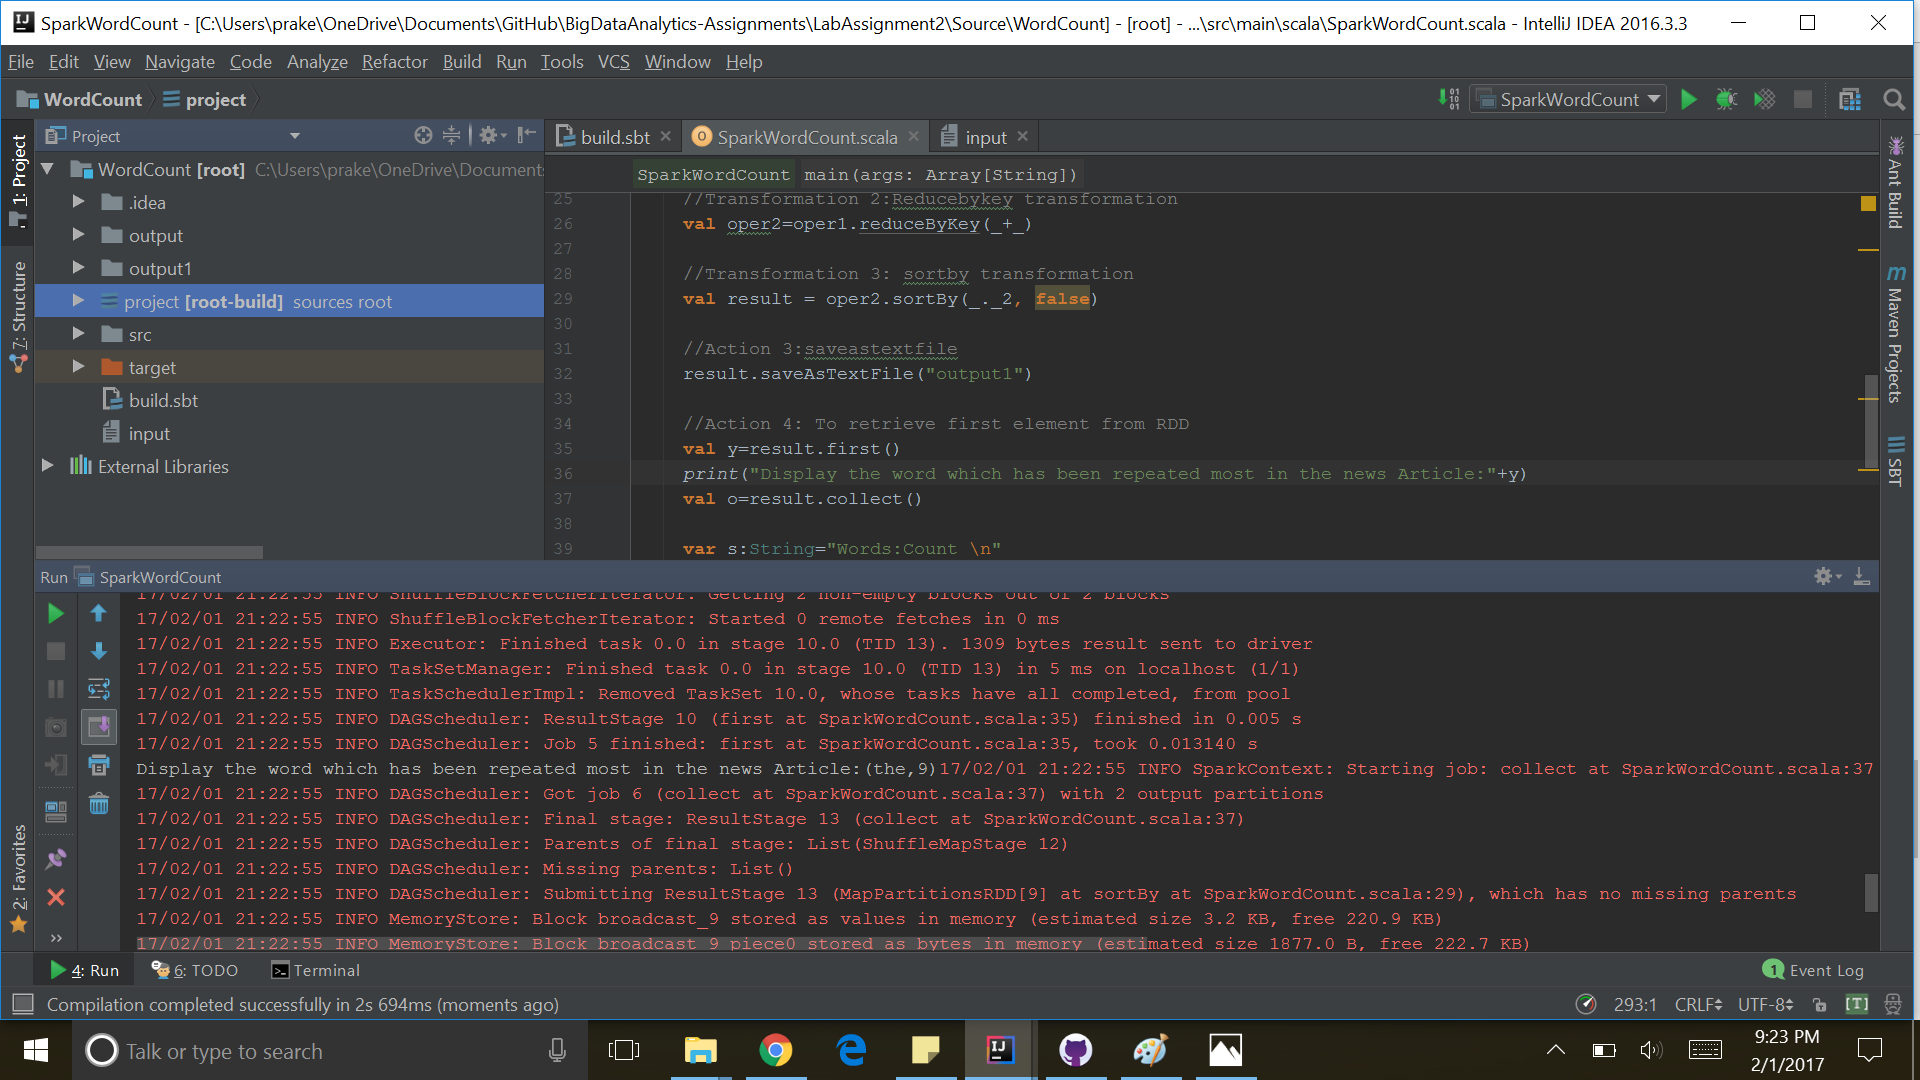 SparkWordCount - [C:\Users\prake\OneDrive\Documents\GitHub\BigDataAnalytics-Assignments\LabAssignment2\Source\WordCount] - [root] - ...\src\main\scala\SparkWordCount.scala - IntelliJ IDEA 2016.3.3
File Edit View Navigate Code Analyze Refactor Build Run Tools VCS Window Help
WordCount project
SparkWordCount
Project
build.sbt SparkWordCount.scala input
1: Project
7: Structure
2: Favorites
WordCount [root] C:\Users\prake\OneDrive\Document
.idea
output
output1
project [root-build] sources root
src
target
build.sbt
input
External Libraries
SparkWordCount main(args: Array[String])
25 //Transformation 2:Reducebykey transformation
26 val oper2=oper1.reduceByKey(_+_)
27
28 //Transformation 3: sortby transformation
29 val result = oper2.sortBy(_._2, false)
30
31 //Action 3:saveastextfile
32 result.saveAsTextFile("output1")
33
34 //Action 4: To retrieve first element from RDD
35 val y=result.first()
36 print("Display the word which has been repeated most in the news Article:"+y)
37 val o=result.collect()
38
39 var s:String="Words:Count \n"
Ant Build
Maven Projects
SBT
Run SparkWordCount
17/02/01 21:22:55 INFO ShuffleBlockFetcherIterator: Getting 2 non-empty blocks out of 2 blocks
17/02/01 21:22:55 INFO ShuffleBlockFetcherIterator: Started 0 remote fetches in 0 ms
17/02/01 21:22:55 INFO Executor: Finished task 0.0 in stage 10.0 (TID 13). 1309 bytes result sent to driver
17/02/01 21:22:55 INFO TaskSetManager: Finished task 0.0 in stage 10.0 (TID 13) in 5 ms on localhost (1/1)
17/02/01 21:22:55 INFO TaskSchedulerImpl: Removed TaskSet 10.0, whose tasks have all completed, from pool
17/02/01 21:22:55 INFO DAGScheduler: ResultStage 10 (first at SparkWordCount.scala:35) finished in 0.005 s
17/02/01 21:22:55 INFO DAGScheduler: Job 5 finished: first at SparkWordCount.scala:35, took 0.013140 s
Display the word which has been repeated most in the news Article:(the,9)17/02/01 21:22:55 INFO SparkContext: Starting job: collect at SparkWordCount.scala:37
17/02/01 21:22:55 INFO DAGScheduler: Got job 6 (collect at SparkWordCount.scala:37) with 2 output partitions
17/02/01 21:22:55 INFO DAGScheduler: Final stage: ResultStage 13 (collect at SparkWordCount.scala:37)
17/02/01 21:22:55 INFO DAGScheduler: Parents of final stage: List(ShuffleMapStage 12)
17/02/01 21:22:55 INFO DAGScheduler: Missing parents: List()
17/02/01 21:22:55 INFO DAGScheduler: Submitting ResultStage 13 (MapPartitionsRDD[9] at sortBy at SparkWordCount.scala:29), which has no missing parents
17/02/01 21:22:55 INFO MemoryStore: Block broadcast_9 stored as values in memory (estimated size 3.2 KB, free 220.9 KB)
17/02/01 21:22:55 INFO MemoryStore: Block broadcast_9_piece0 stored as bytes in memory (estimated size 1877.0 B, free 222.7 KB)
4: Run 6: TODO Terminal
1 Event Log
Compilation completed successfully in 2s 694ms (moments ago)
293:1 CRLF UTF-8 [T]
Talk or type to search
9:23 PM
2/1/2017